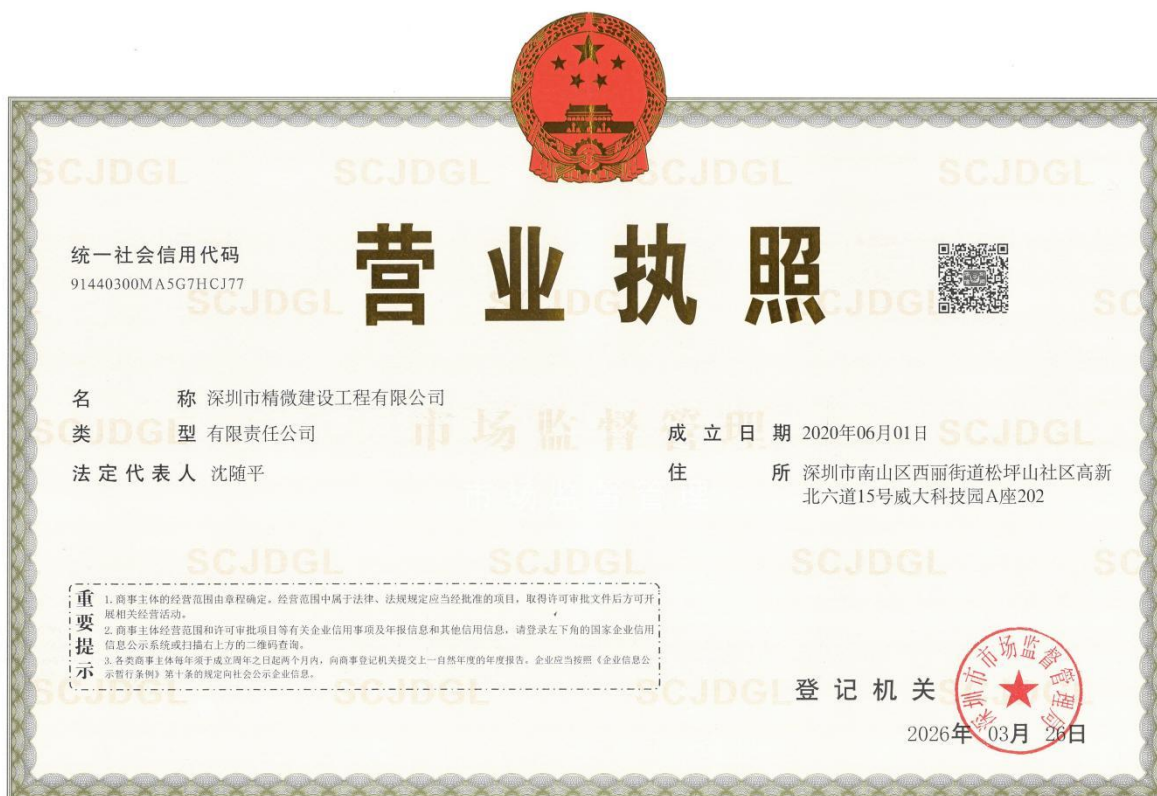 营业执照
统一社会信用代码
91440300MA5G7HCJ77
名称 深圳市精微建设工程有限公司
类型 有限责任公司
法定代表人 沈随平
成立日期 2020年06月01日
住所 深圳市南山区西丽街道松坪山社区高新
北六道15号威大科技园A座202
重要提示
1. 商事主体的经营范围由章程确定。经营范围中属于法律、法规规定应当经批准的项目，取得许可审批文件后方可开
展相关经营活动。
2. 商事主体经营范围和许可审批项目等有关企业信用事项及年报信息和其他信用信息，请登录左下角的国家企业信用
信息公示系统或扫描右上方的二维码查询。
3. 各类商事主体每年须于成立周年之日起两个月内，向商事登记机关提交上一自然年度的年度报告。企业应当按照《企业信息公
示暂行条例》第十条的规定向社会公示企业信息。
登记机关
深圳市市场监督管理局
2026年 03月 26日
SCJDGL
市场监督管理